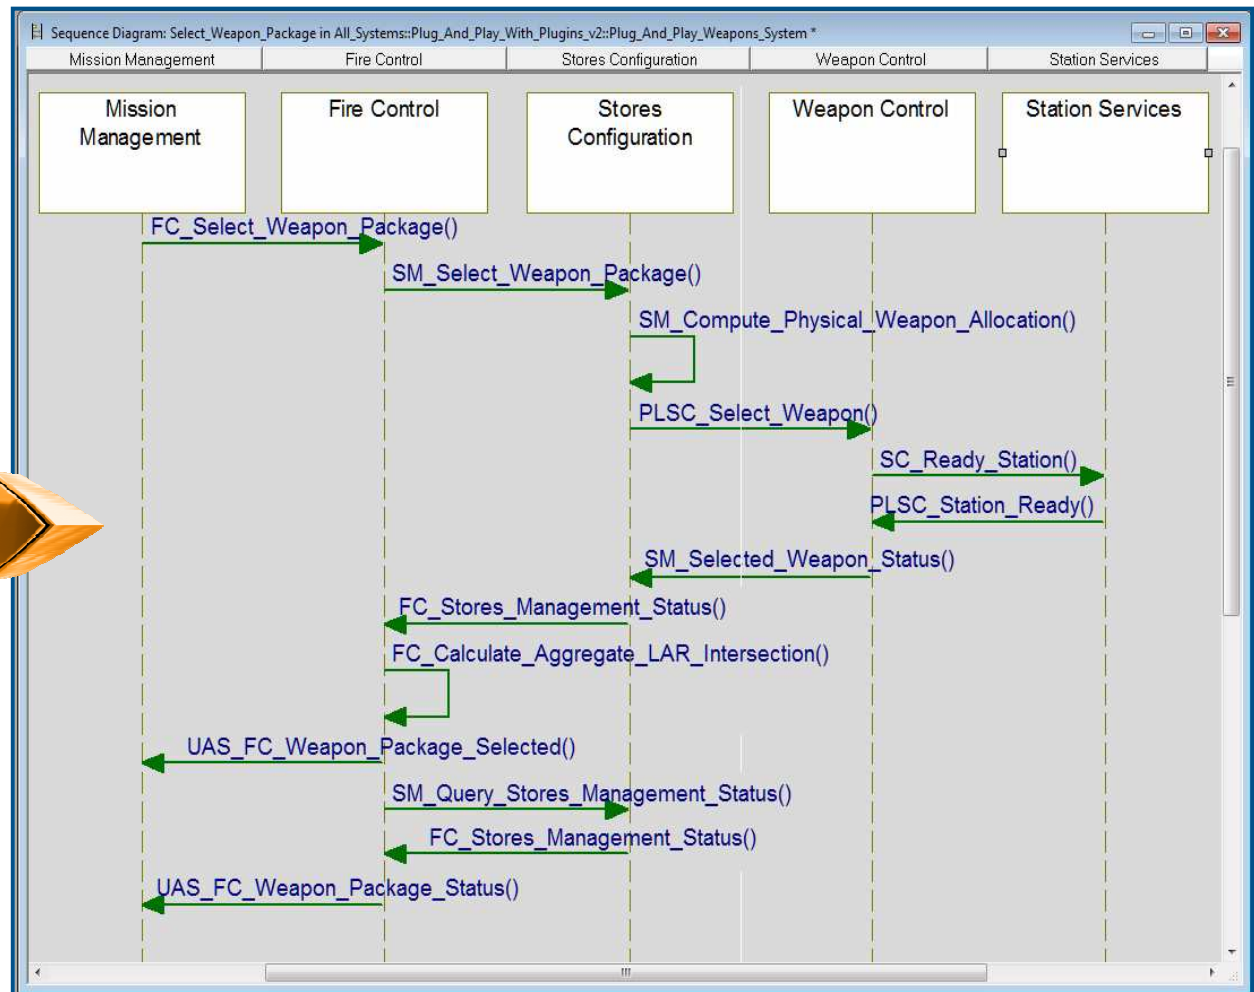 Sequence Diagram: Select_Weapon_Package in All_Systems::Plug_And_Play_With_Plugins_v2::Plug_And_Play_Weapons_System *
Mission Management Fire Control Stores Configuration Weapon Control Station Services
Mission Fire Control Stores Weapon Control Station Services
Management Configuration
FC_Select_Weapon_Package()
SM_Select_Weapon_Package()
SM_Compute_Physical_Weapon_Allocation()
PLSC_Select_Weapon()
SC_Ready_Station()
PLSC_Station_Ready()
SM_Selected_Weapon_Status()
FC_Stores_Management_Status()
FC_Calculate_Aggregate_LAR_Intersection()
UAS_FC_Weapon_Package_Selected()
SM_Query_Stores_Management_Status()
FC_Stores_Management_Status()
UAS_FC_Weapon_Package_Status()